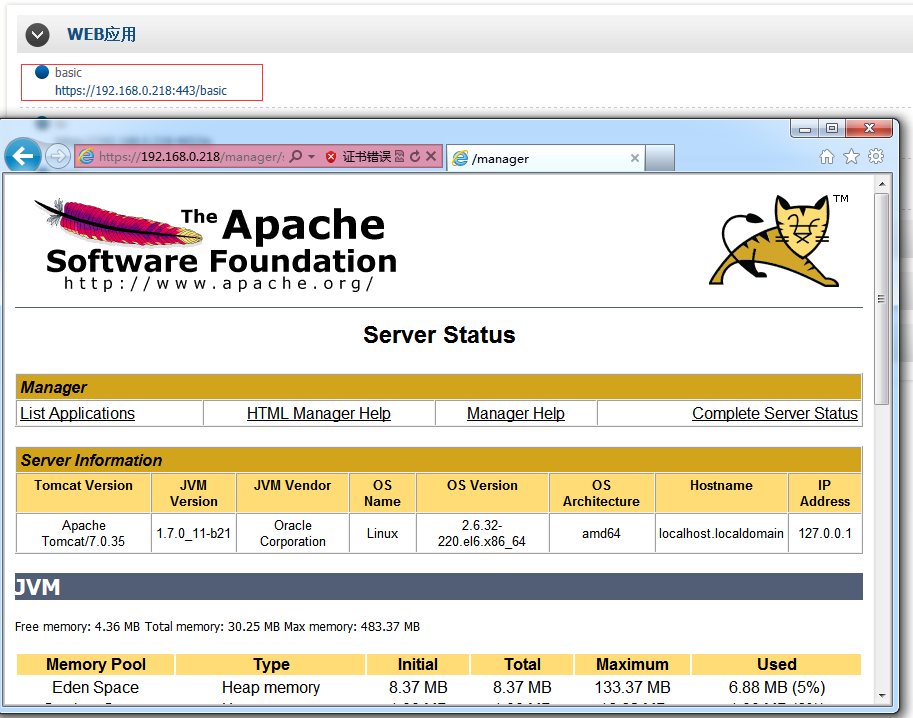 WEB应用
basic
https://192.168.0.218:443/basic
https://192.168.0.218/manager/
证书错误
/manager
The Apache
Software Foundation
http://www.apache.org/
TM
Server Status
Manager
List Applications HTML Manager Help Manager Help Complete Server Status
Server Information
Tomcat Version JVM Version JVM Vendor OS Name OS Version OS Architecture Hostname IP Address
Apache Tomcat/7.0.35 1.7.0_11-b21 Oracle Corporation Linux 2.6.32-220.el6.x86_64 amd64 localhost.localdomain 127.0.0.1
JVM
Free memory: 4.36 MB Total memory: 30.25 MB Max memory: 483.37 MB
Memory Pool Type Initial Total Maximum Used
Eden Space Heap memory 8.37 MB 8.37 MB 133.37 MB 6.88 MB (5%)